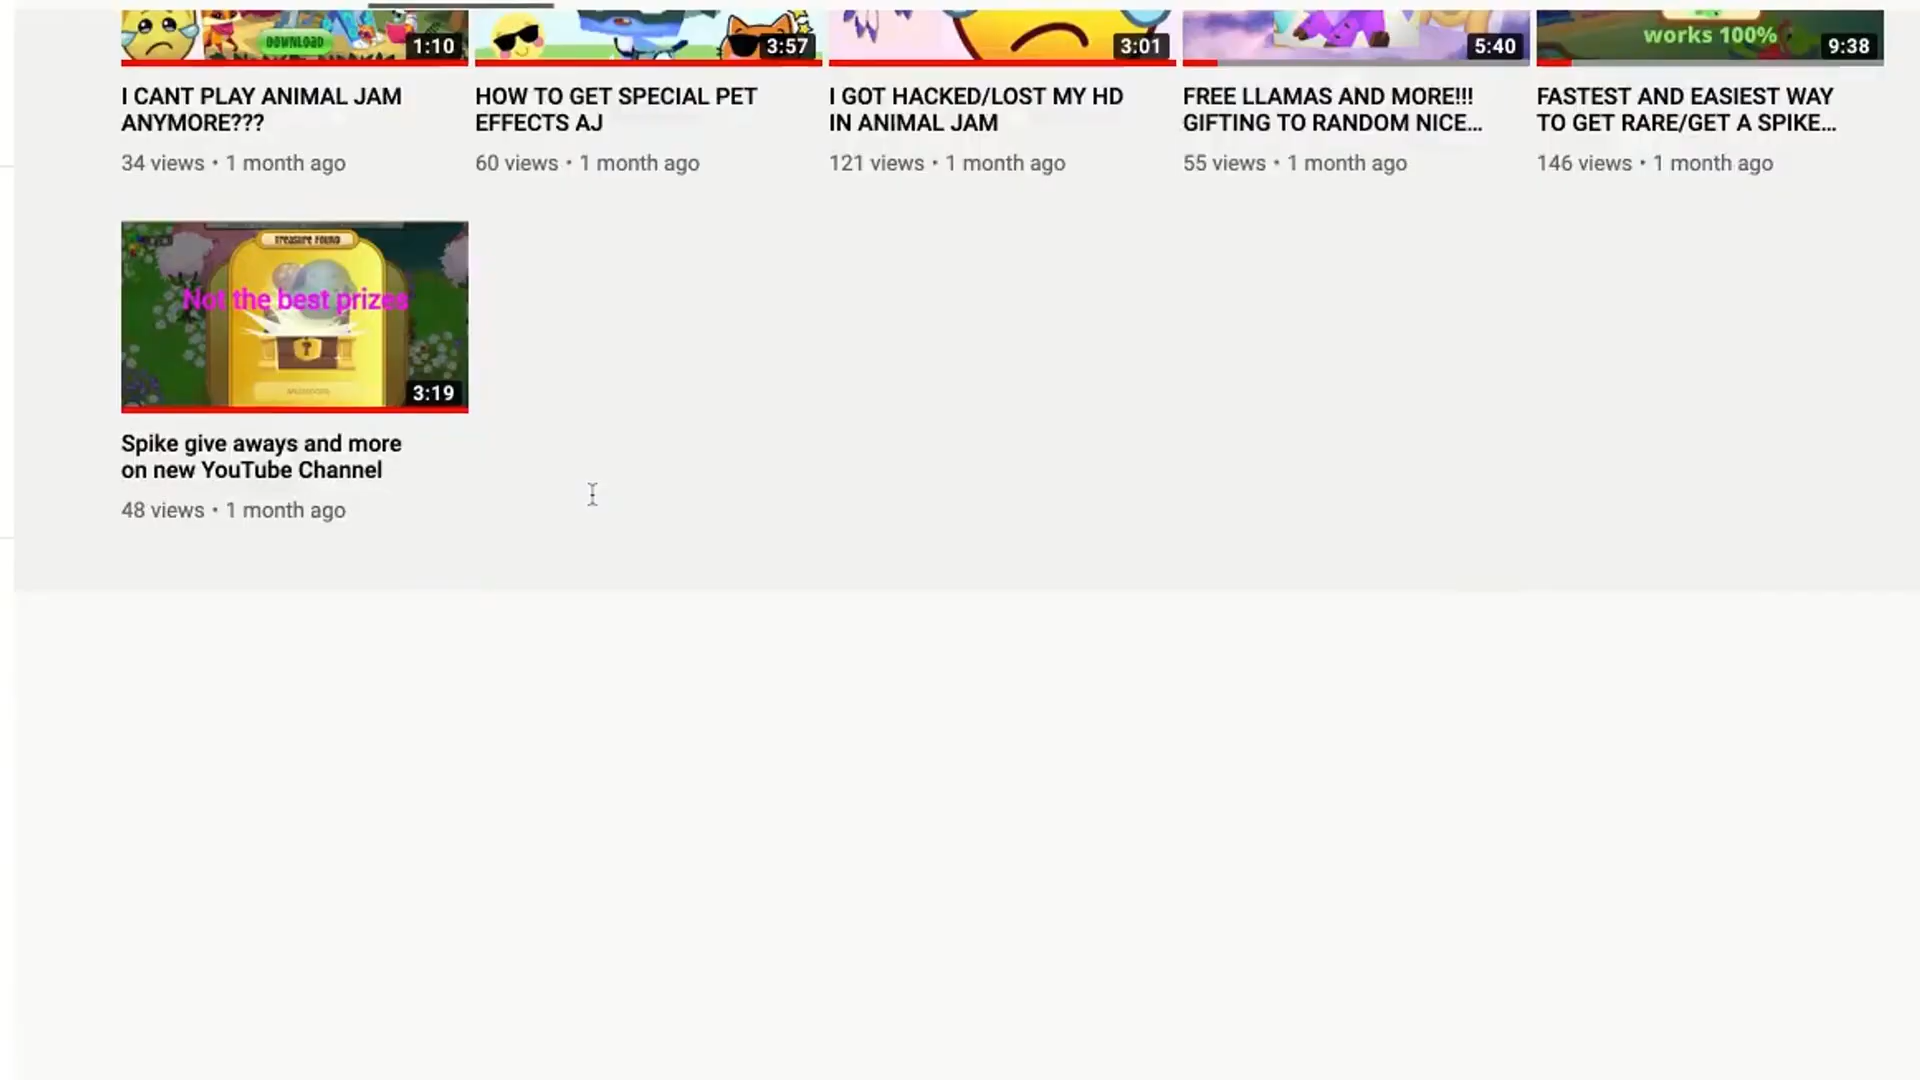 DOWNLOAD
1:10
3:57
3:01
5:40
works 100%
9:38
I CANT PLAY ANIMAL JAM
ANYMORE???
34 views • 1 month ago
HOW TO GET SPECIAL PET
EFFECTS AJ
60 views • 1 month ago
I GOT HACKED/LOST MY HD
IN ANIMAL JAM
121 views • 1 month ago
FREE LLAMAS AND MORE!!!
GIFTING TO RANDOM NICE...
55 views • 1 month ago
FASTEST AND EASIEST WAY
TO GET RARE/GET A SPIKE...
146 views • 1 month ago
Treasure Found
Not the best prizes
3:19
Spike give aways and more
on new YouTube Channel
48 views • 1 month ago